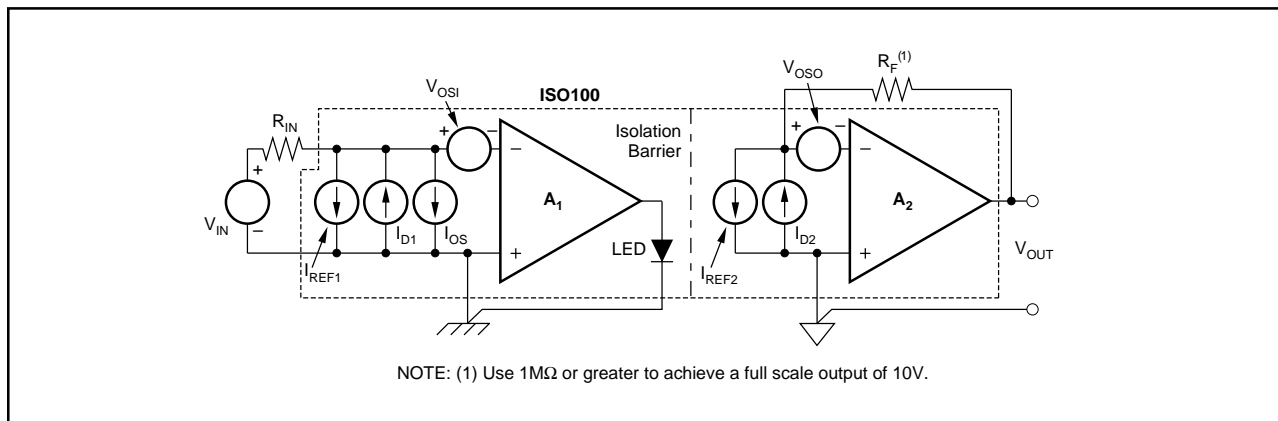 R_F^(1)
V_OSO
V_OSI
ISO100
R_IN
+ −
+ −
Isolation
Barrier
−
−
+
A_1
A_2
V_IN
−
I_D1
I_OS
I_D2
+
+
LED
V_OUT
I_REF1
I_REF2
NOTE: (1) Use 1MΩ or greater to achieve a full scale output of 10V.